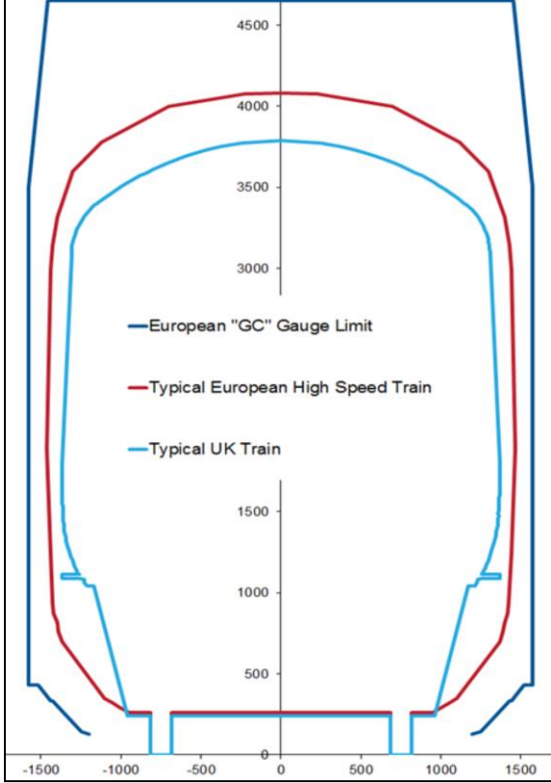 4500
4000
3500
3000
European "GC" Gauge Limit
Typical European High Speed Train
Typical UK Train
1500
1000
500
0
-1500 -1000 -500 0 500 1000 1500